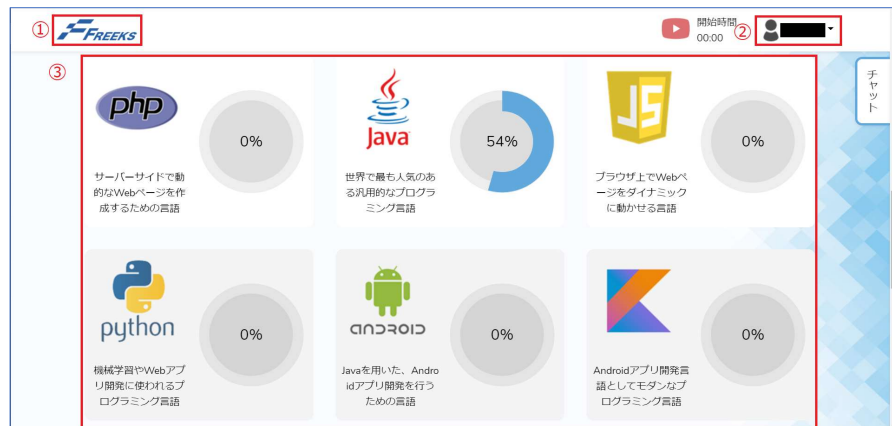 ①
FREEKS
開始時間
00:00
②
③
チャット
php
0%
サーバーサイドで動
的なWebページを作
成するための言語
Java
54%
世界で最も人気のあ
る汎用的なプログラ
ミング言語
JS
0%
ブラウザ上でWebペ
ージをダイナミック
に動かせる言語
python
0%
機械学習やWebアプ
リ開発に使われるプ
ログラミング言語
ANDROID
0%
Javaを用いた、Andro
idアプリ開発を行う
ための言語
0%
Androidアプリ開発言
語としてモダンなプ
ログラミング言語